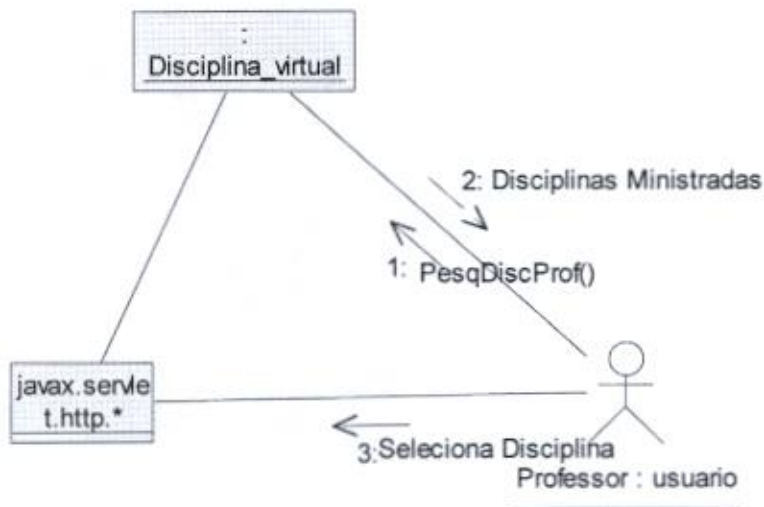 :
Disciplina_virtual
2: Disciplinas Ministradas
1: PesqDiscProf()
javax.servle
t.http.*
3:Seleciona Disciplina
Professor : usuario